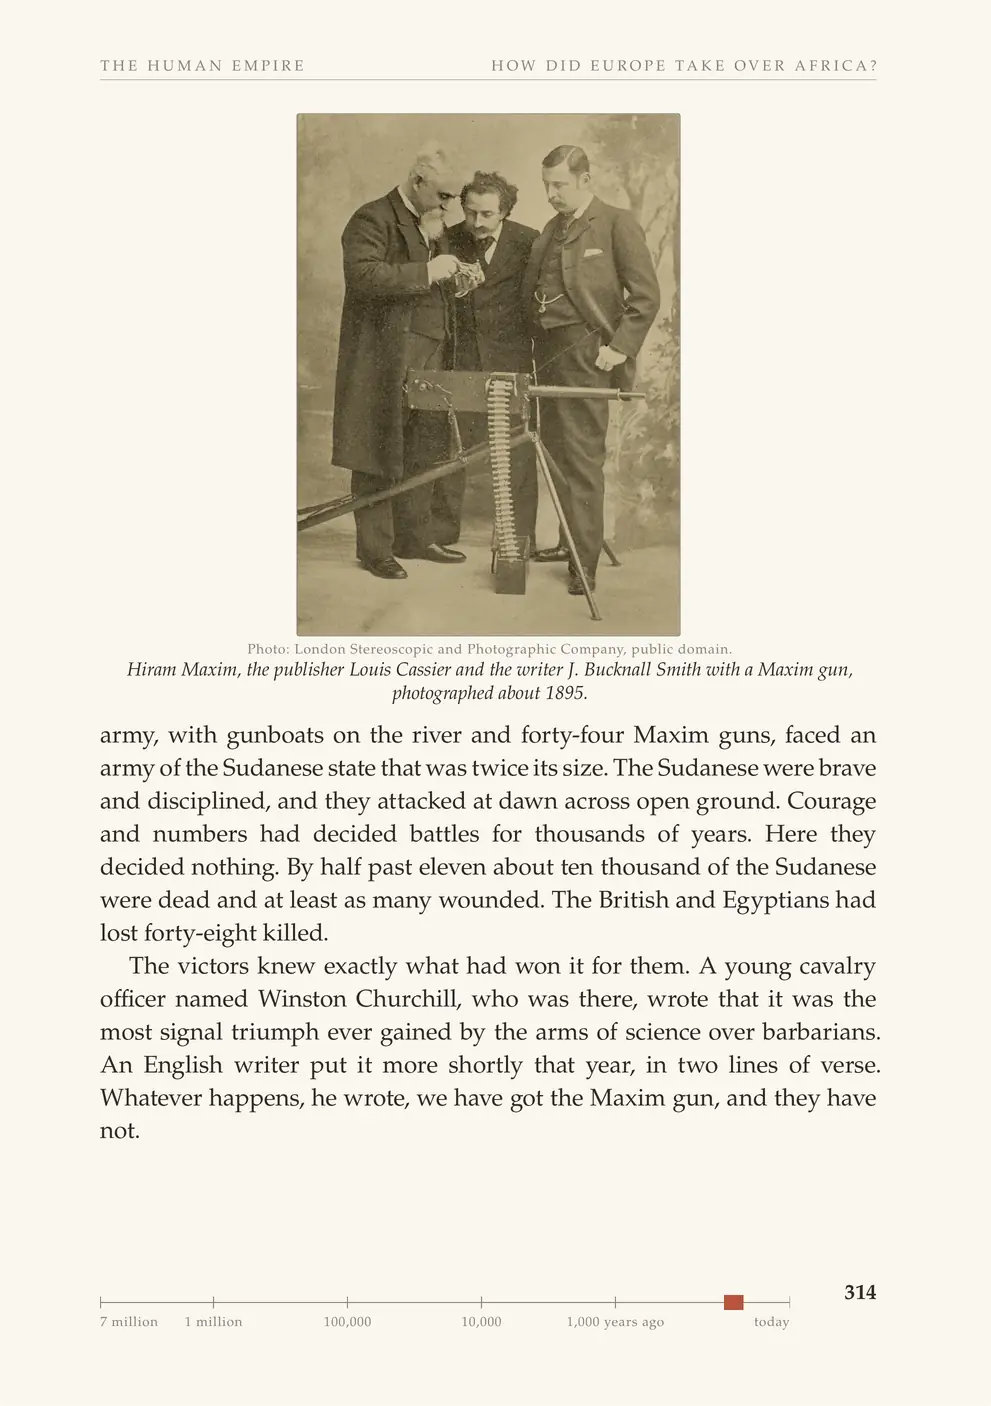 THE HUMAN EMPIRE
HOW DID EUROPE TAKE OVER AFRICA?
Photo: London Stereoscopic and Photographic Company, public domain.
Hiram Maxim, the publisher Louis Cassier and the writer J. Bucknall Smith with a Maxim gun,
photographed about 1895.
army, with gunboats on the river and forty-four Maxim guns, faced an
army of the Sudanese state that was twice its size. The Sudanese were brave
and disciplined, and they attacked at dawn across open ground. Courage
and numbers had decided battles for thousands of years. Here they
decided nothing. By half past eleven about ten thousand of the Sudanese
were dead and at least as many wounded. The British and Egyptians had
lost forty-eight killed.
The victors knew exactly what had won it for them. A young cavalry
officer named Winston Churchill, who was there, wrote that it was the
most signal triumph ever gained by the arms of science over barbarians.
An English writer put it more shortly that year, in two lines of verse.
Whatever happens, he wrote, we have got the Maxim gun, and they have
not.
314
7 million 1 million 100,000 10,000 1,000 years ago today